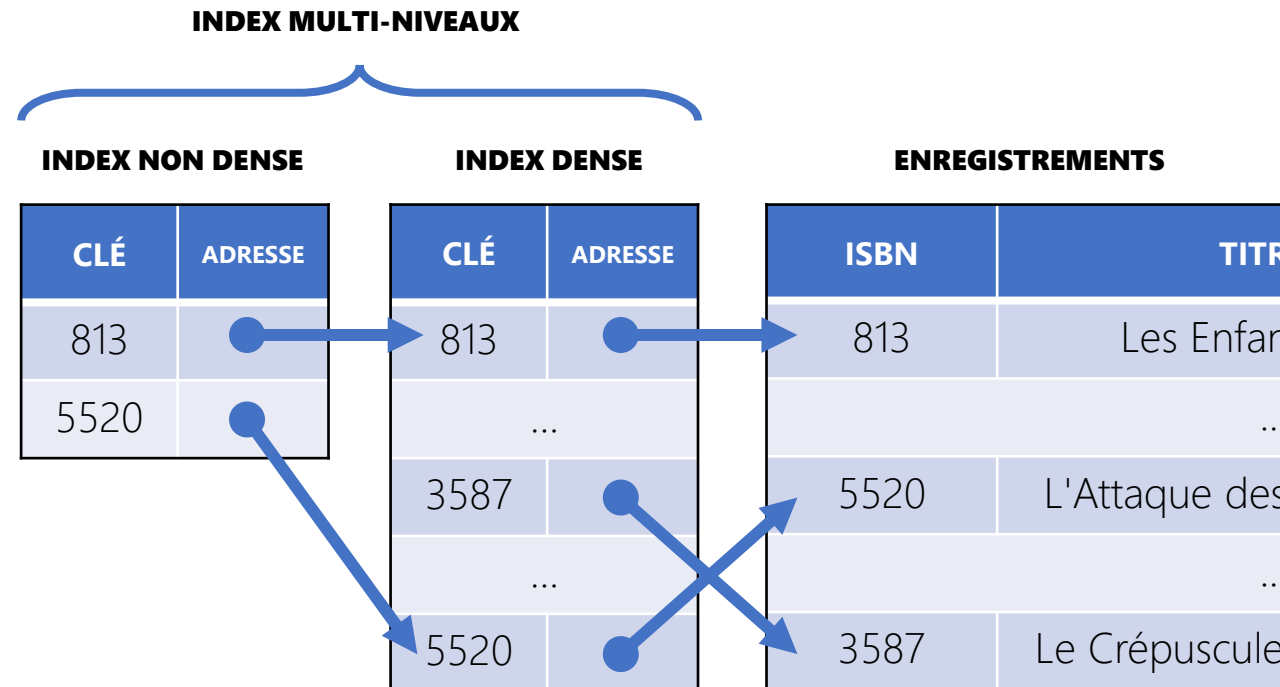 INDEX MULTI-NIVEAUX
INDEX NON DENSE
CLÉ ADRESSE
813
5520
INDEX DENSE
CLÉ ADRESSE
813
...
3587
...
5520
ENREGISTREMENTS
ISBN TITR
813 Les Enfan
...
5520 L'Attaque des
...
3587 Le Crépuscule